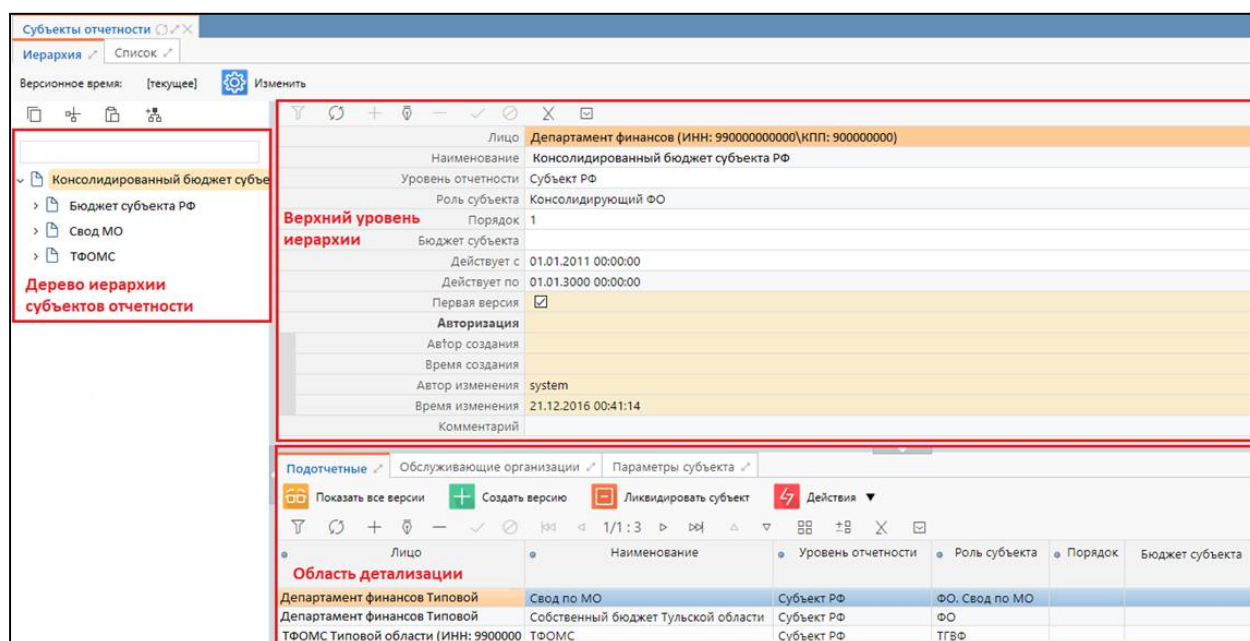 Субъекты отчетности
Иерархия Список
Версионное время: [текущее] Изменить
Консолидированный бюджет субъе
Бюджет субъекта РФ
Свод МО
ТФОМС
Дерево иерархии
субъектов отчетности
Верхний уровень
иерархии
Лицо Департамент финансов (ИНН: 990000000000\КПП: 900000000)
Наименование Консолидированный бюджет субъекта РФ
Уровень отчетности Субъект РФ
Роль субъекта Консолидирующий ФО
Порядок 1
Бюджет субъекта
Действует с 01.01.2011 00:00:00
Действует по 01.01.3000 00:00:00
Первая версия
Авторизация
Автор создания
Время создания
Автор изменения system
Время изменения 21.12.2016 00:41:14
Комментарий
Подотчетные Обслуживающие организации Параметры субъекта
Показать все версии Создать версию Ликвидировать субъект Действия
1/1 : 3
Лицо Наименование Уровень отчетности Роль субъекта Порядок Бюджет субъекта
Область детализации
Департамент финансов Типовой Свод по МО Субъект РФ ФО. Свод по МО
Департамент финансов Типовой Собственный бюджет Тульской области Субъект РФ ФО
ТФОМС Типовой области (ИНН: 9900000 ТФОМС Субъект РФ ТГВФ